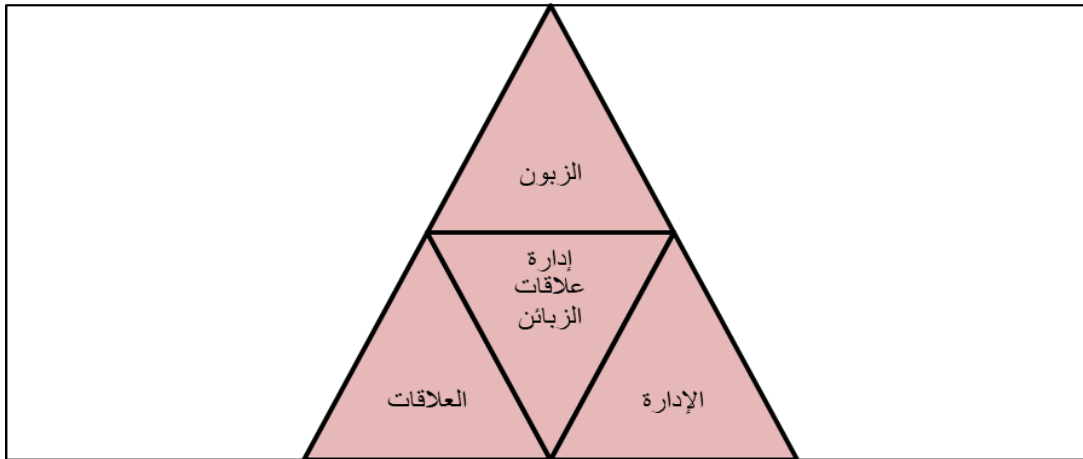 الزبون
إدارة
علاقات
الزبائن
الإدارة
العلاقات